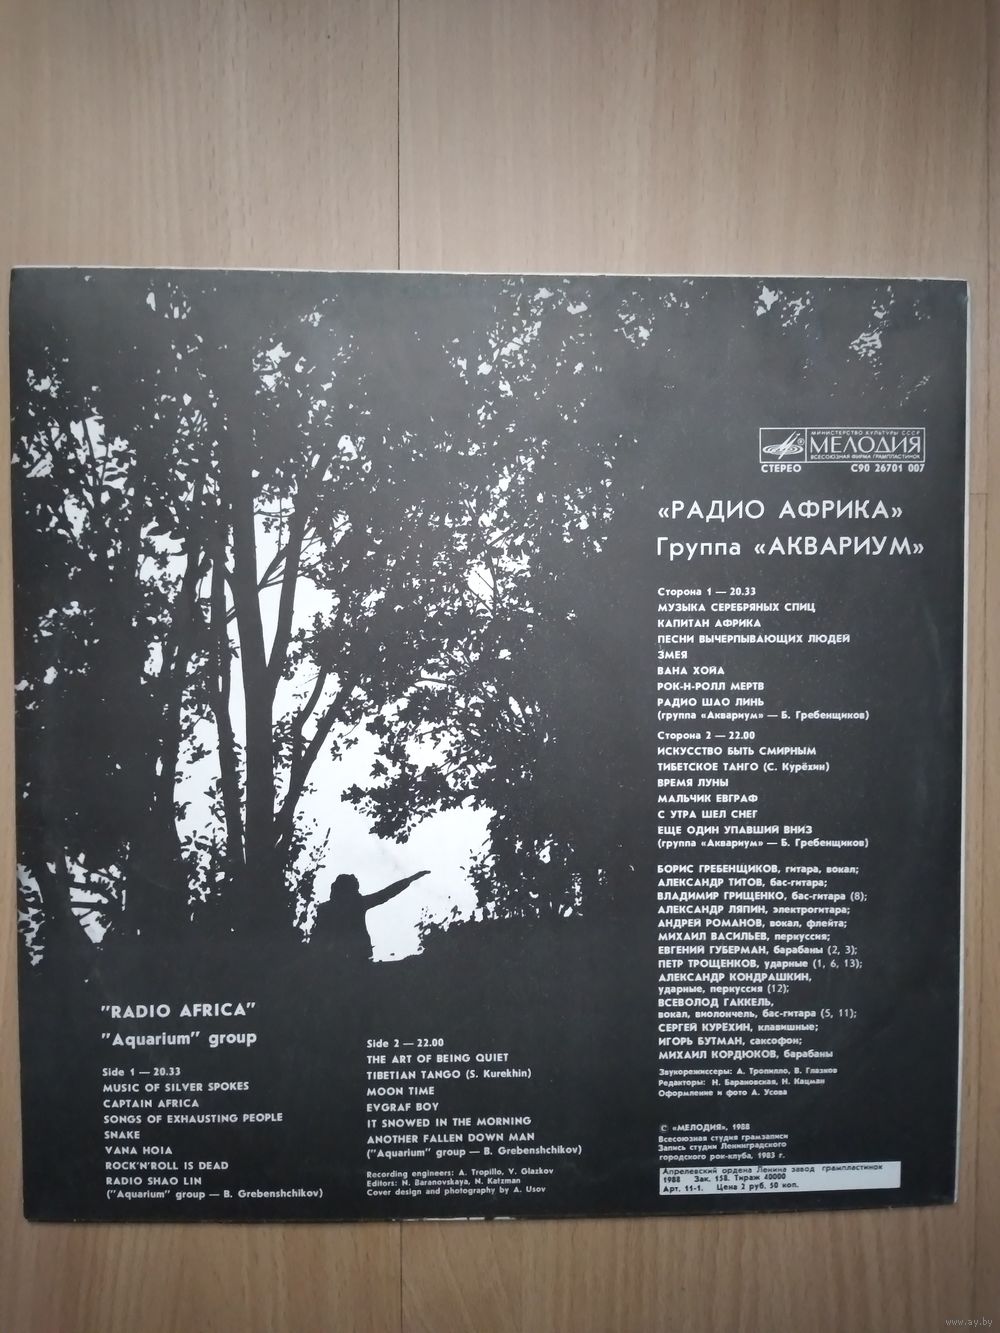 МИНИСТЕРСТВО КУЛЬТУРЫ СССР
МЕЛОДИЯ
ВСЕСОЮЗНАЯ ФИРМА ГРАМПЛАСТИНОК
СТЕРЕО С90 26701 007
«РАДИО АФРИКА»
Группа «АКВАРИУМ»
Сторона 1 — 20.33
МУЗЫКА СЕРЕБРЯНЫХ СПИЦ
КАПИТАН АФРИКА
ПЕСНИ ВЫЧЕРПЫВАЮЩИХ ЛЮДЕЙ
ЗМЕЯ
ВАНА ХОЙА
РОК-Н-РОЛЛ МЕРТВ
РАДИО ШАО ЛИНЬ
(группа «Аквариум» — Б. Гребенщиков)
Сторона 2 — 22.00
ИСКУССТВО БЫТЬ СМИРНЫМ
ТИБЕТСКОЕ ТАНГО (С. Курёхин)
ВРЕМЯ ЛУНЫ
МАЛЬЧИК ЕВГРАФ
С УТРА ШЕЛ СНЕГ
ЕЩЕ ОДИН УПАВШИЙ ВНИЗ
(группа «Аквариум» — Б. Гребенщиков)
БОРИС ГРЕБЕНЩИКОВ, гитара, вокал;
АЛЕКСАНДР ТИТОВ, бас-гитара;
ВЛАДИМИР ГРИЩЕНКО, бас-гитара (8);
АЛЕКСАНДР ЛЯПИН, электрогитара;
АНДРЕЙ РОМАНОВ, вокал, флейта;
МИХАИЛ ВАСИЛЬЕВ, перкуссия;
ЕВГЕНИЙ ГУБЕРМАН, барабаны (2, 3);
ПЕТР ТРОЩЕНКОВ, ударные (1, 6, 13);
АЛЕКСАНДР КОНДРАШКИН,
ударные, перкуссия (12);
ВСЕВОЛОД ГАККЕЛЬ,
вокал, виолончель, бас-гитара (5, 11);
СЕРГЕЙ КУРЁХИН, клавишные;
ИГОРЬ БУТМАН, саксофон;
МИХАИЛ КОРДЮКОВ, барабаны
Звукорежиссеры: А. Тропилло, В. Глазков
Редакторы: Н. Барановская, Н. Кацман
Оформление и фото А. Усова
© «МЕЛОДИЯ», 1988
Всесоюзная студия грамзаписи
Запись студии Ленинградского
городского рок-клуба, 1983 г.
Апрелевский ордена Ленина завод грампластинок
1988 Зак. 158. Тираж 40000
Арт. 11-1. Цена 2 руб. 50 коп.
"RADIO AFRICA"
"Aquarium" group
Side 1 — 20.33
MUSIC OF SILVER SPOKES
CAPTAIN AFRICA
SONGS OF EXHAUSTING PEOPLE
SNAKE
VANA HOIA
ROCK'N'ROLL IS DEAD
RADIO SHAO LIN
("Aquarium" group — B. Grebenshchikov)
Side 2 — 22.00
THE ART OF BEING QUIET
TIBETIAN TANGO (S. Kurekhin)
MOON TIME
EVGRAF BOY
IT SNOWED IN THE MORNING
ANOTHER FALLEN DOWN MAN
("Aquarium" group — B. Grebenshchikov)
Recording engineers: A. Tropillo, V. Glazkov
Editors: N. Baranovskaya, N. Katzman
Cover design and photography by A. Usov
www.ay.by